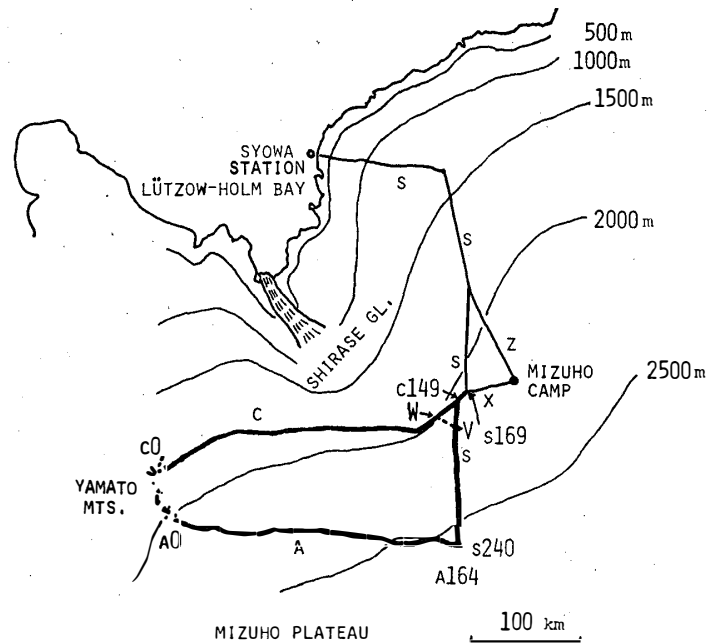 500m
1000m
1500m
SYOWA
STATION
LÜTZOW-HOLM BAY
S
S
2000m
SHIRASE GL.
S
Z
MIZUHO
CAMP
2500m
C149
X
W
V
S169
C
S
C0
YAMATO
MTS.
A0
A
S240
A164
MIZUHO PLATEAU
100 km